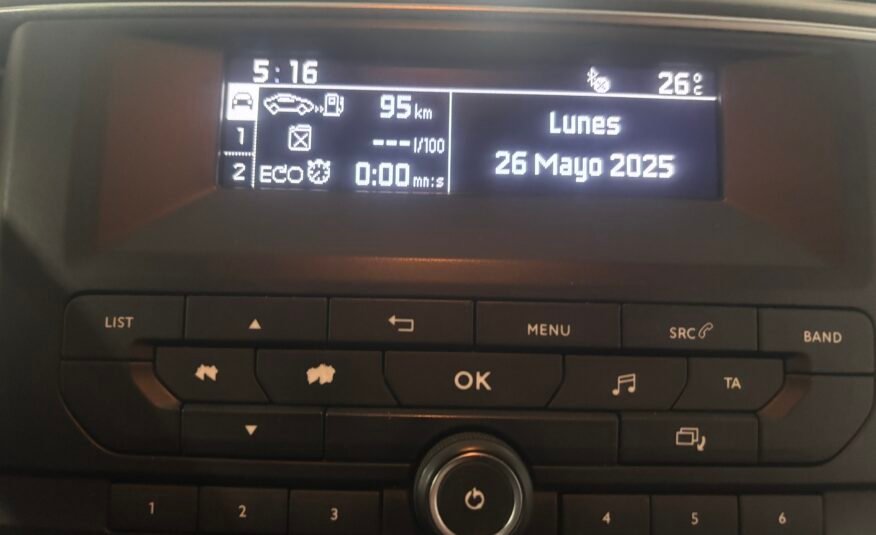 5:16
26°C
95 km
1
--- l/100
2
ECO 0:00 mn:s
Lunes
26 Mayo 2025
LIST
MENU
SRC
BAND
OK
TA
1 2 3 4 5 6